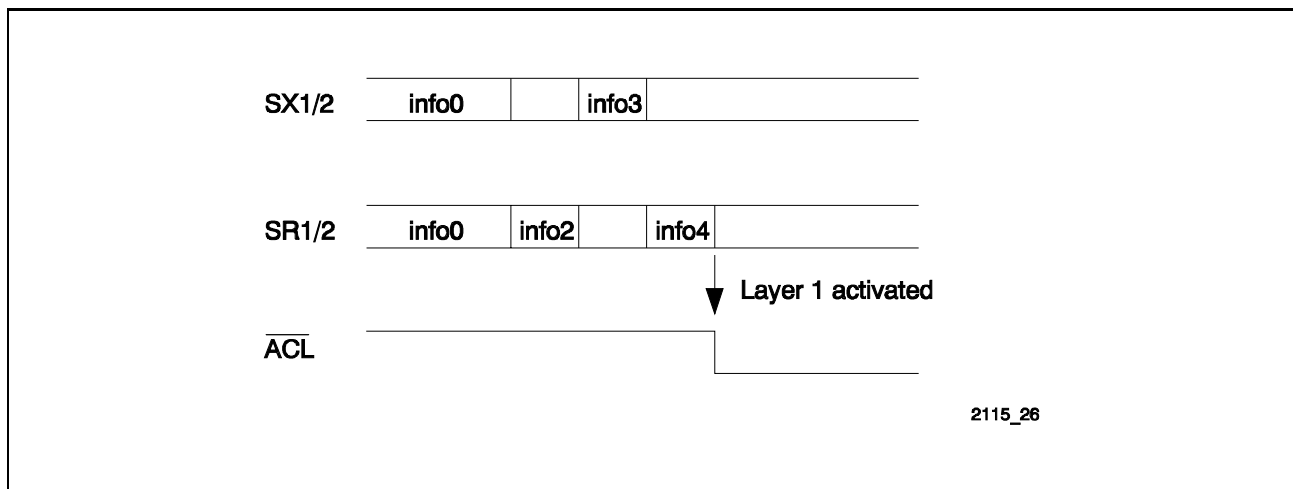 SX1/2 info0 info3
SR1/2 info0 info2 info4
Layer 1 activated
ACL
2115_26